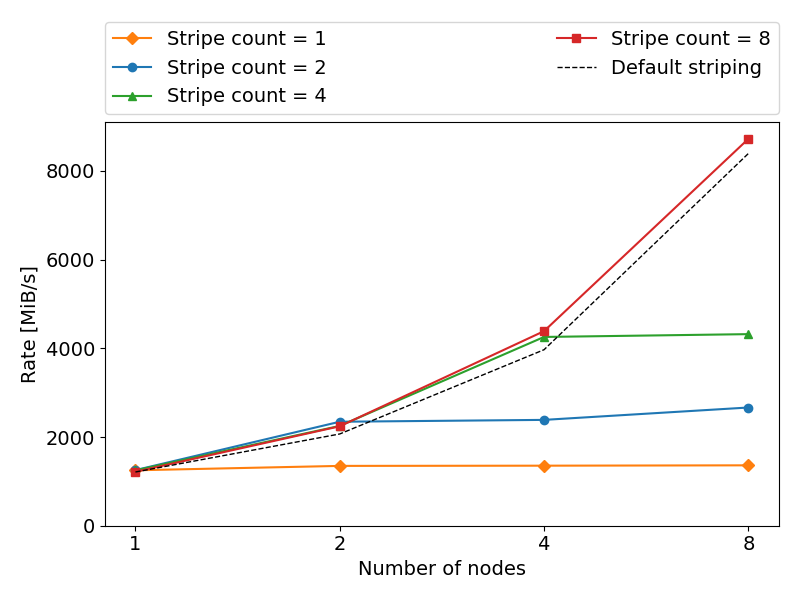 Stripe count = 1
Stripe count = 2
Stripe count = 4
Stripe count = 8
Default striping
8000
6000
4000
2000
0
Rate [MiB/s]
1 2 4 8
Number of nodes